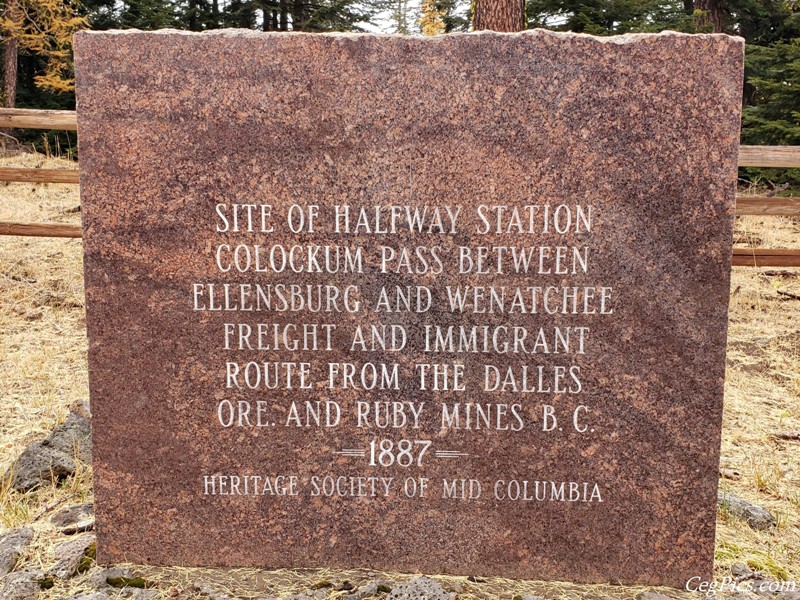 SITE OF HALFWAY STATION
COLOCKUM PASS BETWEEN
ELLENSBURG AND WENATCHEE
FREIGHT AND IMMIGRANT
ROUTE FROM THE DALLES
ORE. AND RUBY MINES B.C.
1887
HERITAGE SOCIETY OF MID COLUMBIA
CegPics.com